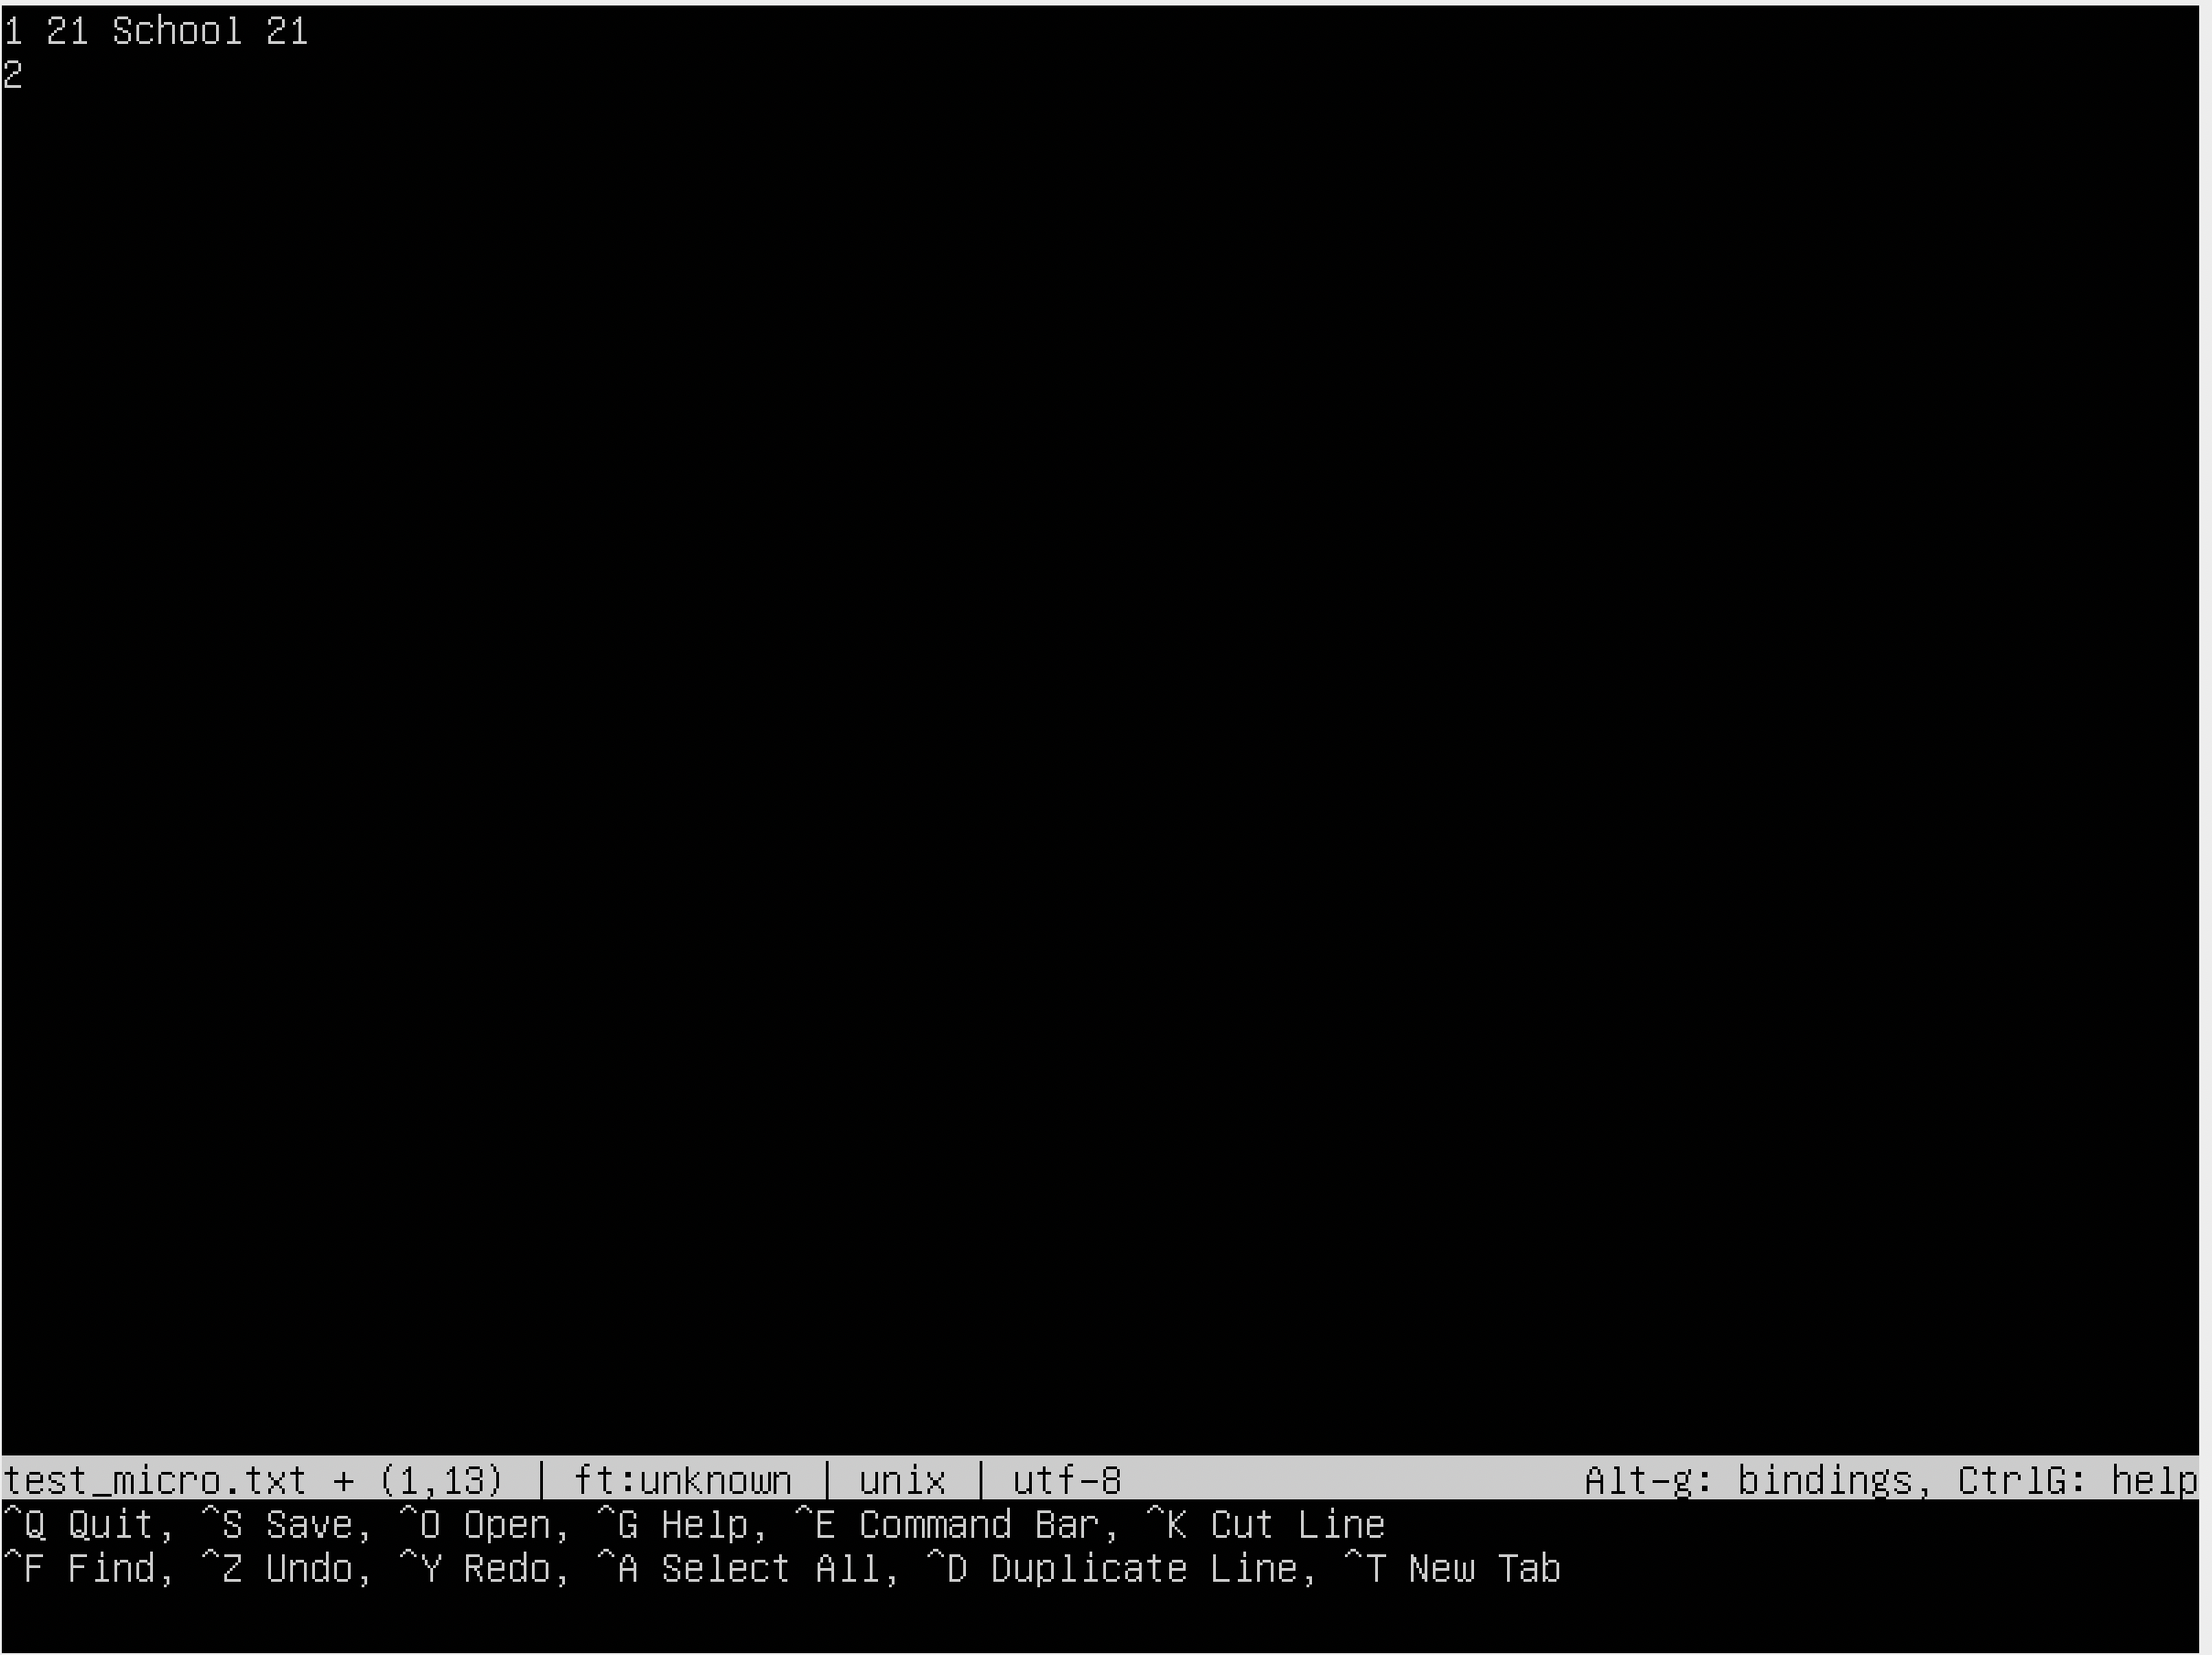 1 21 School 21
2
test_micro.txt + (1,13) | ft:unknown | unix | utf-8 Alt-g: bindings, CtrlG: help
^Q Quit, ^S Save, ^O Open, ^G Help, ^E Command Bar, ^K Cut Line
^F Find, ^Z Undo, ^Y Redo, ^A Select All, ^D Duplicate Line, ^T New Tab